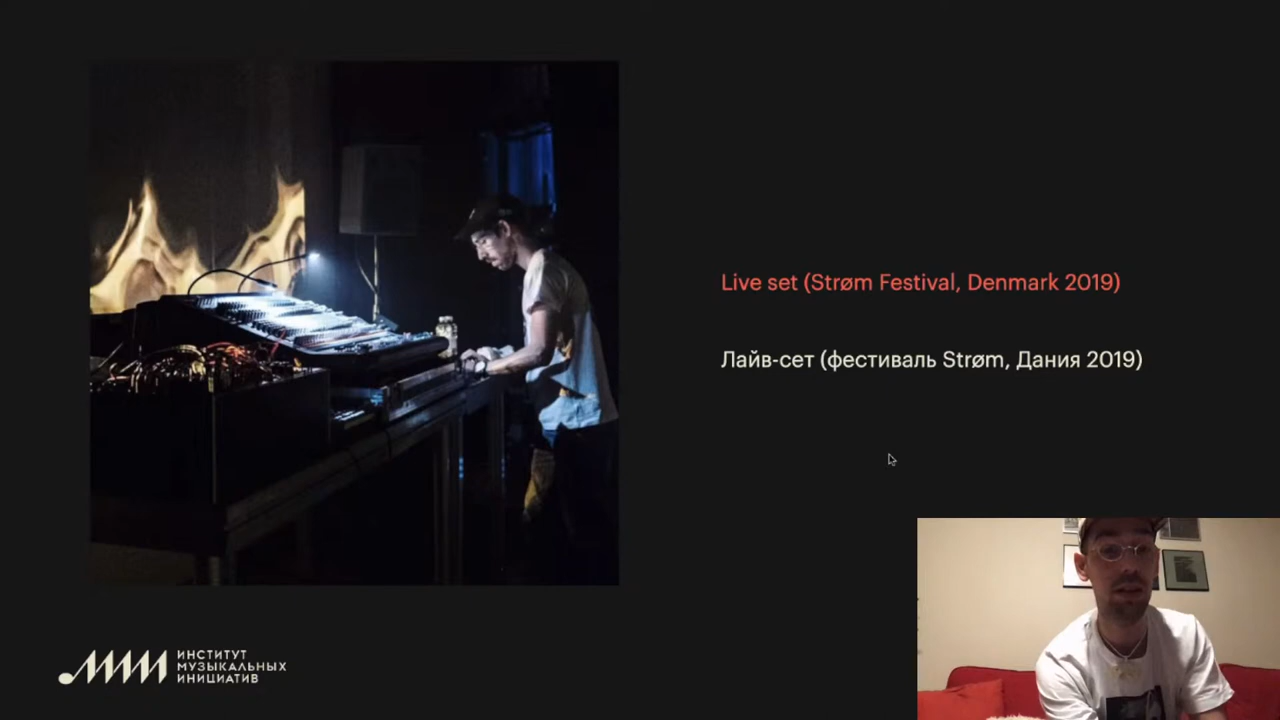 Live set (Strøm Festival, Denmark 2019)
Лайв-сет (фестиваль Strøm, Дания 2019)
ИНСТИТУТ
МУЗЫКАЛЬНЫХ
ИНИЦИАТИВ